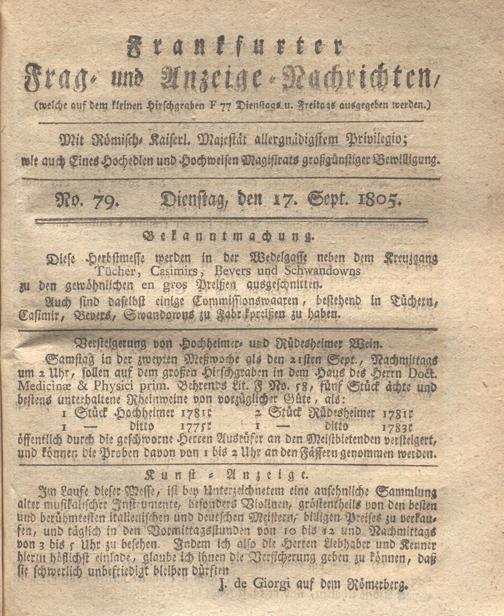 Frankfurter
Frag- und Anzeige-Nachrichten,
(welche auf dem kleinen Hirschgraben F 77 Dienstags u. Freitags ausgegeben werden.)
Mit Römisch-Kaiserl. Majestät allergnädigstem Privilegio;
wie auch Eines Hochedlen und Hochweisen Magistrats großgünstiger Bewilligung.
No. 79. Dienstag, den 17. Sept. 1805.
Bekanntmachung.
Diese Herbstmesse werden in der Wedelgasse neben dem Kreuzgang
Tücher, Casimirs, Bevers und Schwandowns
zu den gewöhnlichen en gros Preißen ausgeschnitten.
Auch sind daselbst einige Commissionswaaren, bestehend in Tüchern,
Casimir, Bevers, Swandowns zu Fabrikpreißen zu haben.
Versteigerung von Hochheimer- und Rüdesheimer Wein.
Samstag in der zweyten Meßwoche als den 21sten Sept., Nachmittags
um 2 Uhr, sollen auf dem großen Hirschgraben in dem Haus des Herrn Doct.
Medicinæ & Physici prim. Behrends Lit. F No. 58, fünf Stück ächte und
bestens unterhaltene Rheinweine von vorzüglicher Güte, als:
1 Stück Hochheimer 1781r 2 Stück Rüdesheimer 1781r
1 — ditto 1775r 1 — ditto 1783r
öffentlich durch die geschworne Herren Ausrüfer an den Meistbietenden versteigert,
und können die Proben davon von 1 bis 2 Uhr an den Fässern genommen werden.
Kunst-Anzeige.
Im Laufe dieser Messe, ist bey Unterzeichnetem eine ansehnliche Sammlung
alter musikalischer Instrumente, besonders Violinen, gröstentheils von den besten
und berühmtesten italienischen und deutschen Meistern, billigen Preises zu verkau-
fen, und täglich in den Vormittagsstunden von 10 bis 12 und Nachmittags
von 3 bis 5 Uhr zu besehen. Indem ich also die Herren Liebhaber und Kenner
hierin höflichst einlade, glaube ich ihnen die Versicherung geben zu können, daß
sie schwerlich unbefriedigt bleiben dürften
J. de Giorgi auf dem Römerberg.